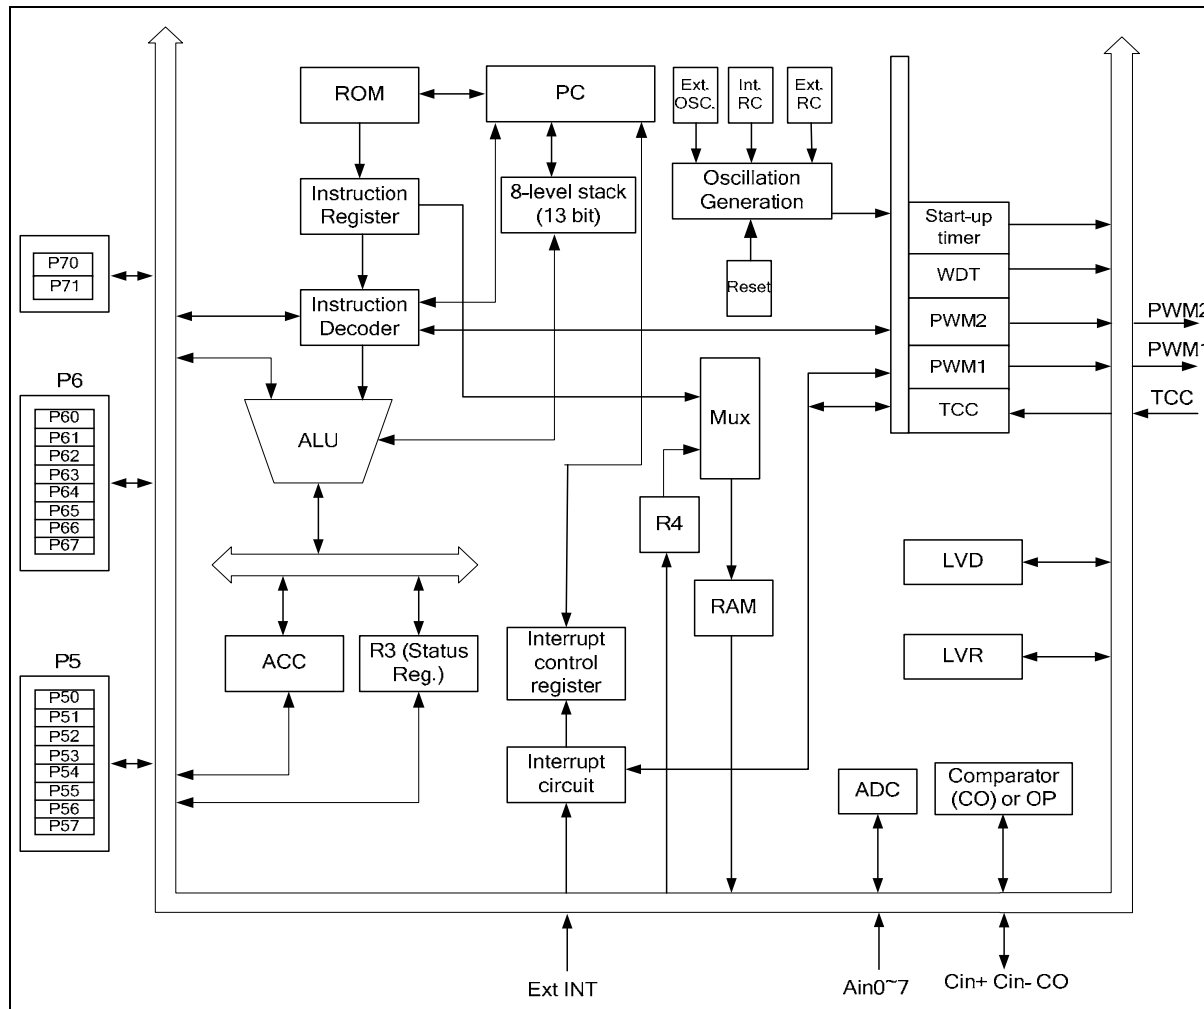 ROM
PC
Ext.
OSC.
Int.
RC
Ext.
RC
Instruction
Register
8-level stack
(13 bit)
Oscillation
Generation
Reset
Start-up
timer
WDT
PWM2
PWM1
TCC
PWM2
PWM1
TCC
P70
P71
Instruction
Decoder
P6
P60
P61
P62
P63
P64
P65
P66
P67
ALU
Mux
R4
RAM
LVD
LVR
ACC
R3 (Status
Reg.)
Interrupt
control
register
P5
P50
P51
P52
P53
P54
P55
P56
P57
Interrupt
circuit
ADC
Comparator
(CO) or OP
Ext INT
Ain0~7
Cin+ Cin- CO